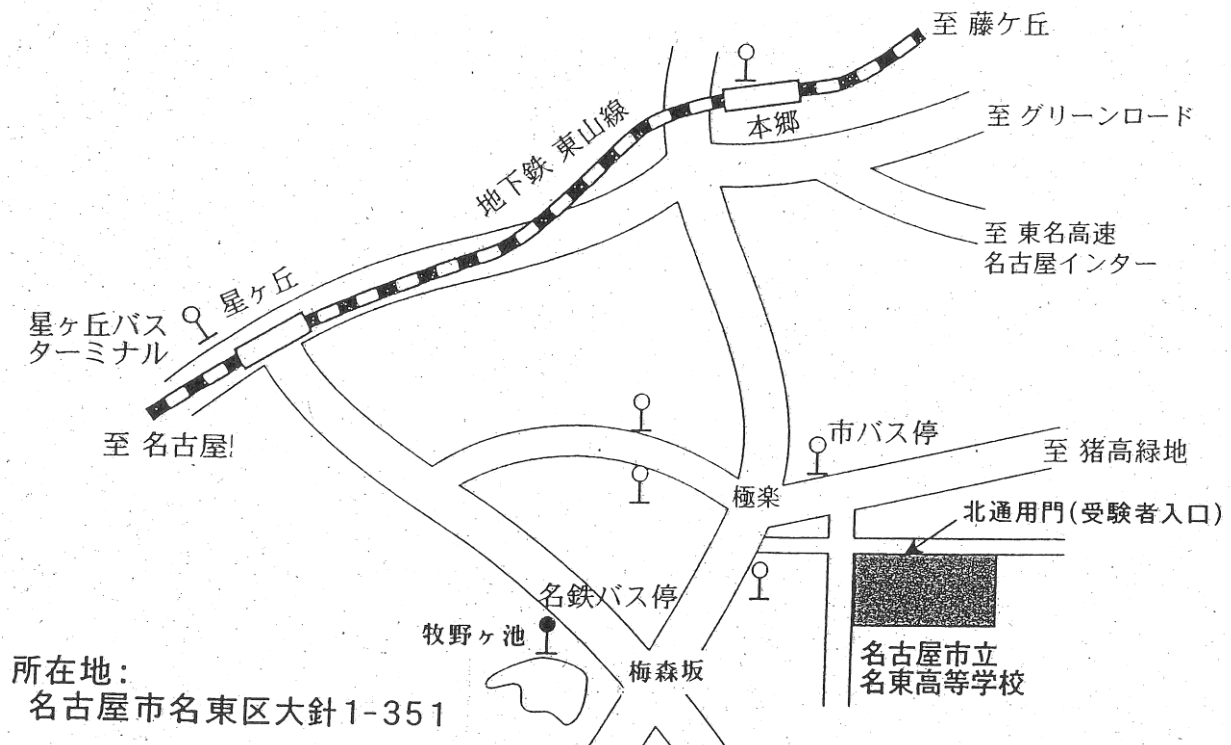 至 藤ケ丘
至 グリーンロード
本郷
地下鉄 東山線
至 東名高速
名古屋インター
星ヶ丘
星ヶ丘バス
ターミナル
至 名古屋
市バス停
至 猪高緑地
極楽
北通用門(受験者入口)
名鉄バス停
牧野ヶ池
梅森坂
名古屋市立
名東高等学校
所在地:
名古屋市名東区大針1-351